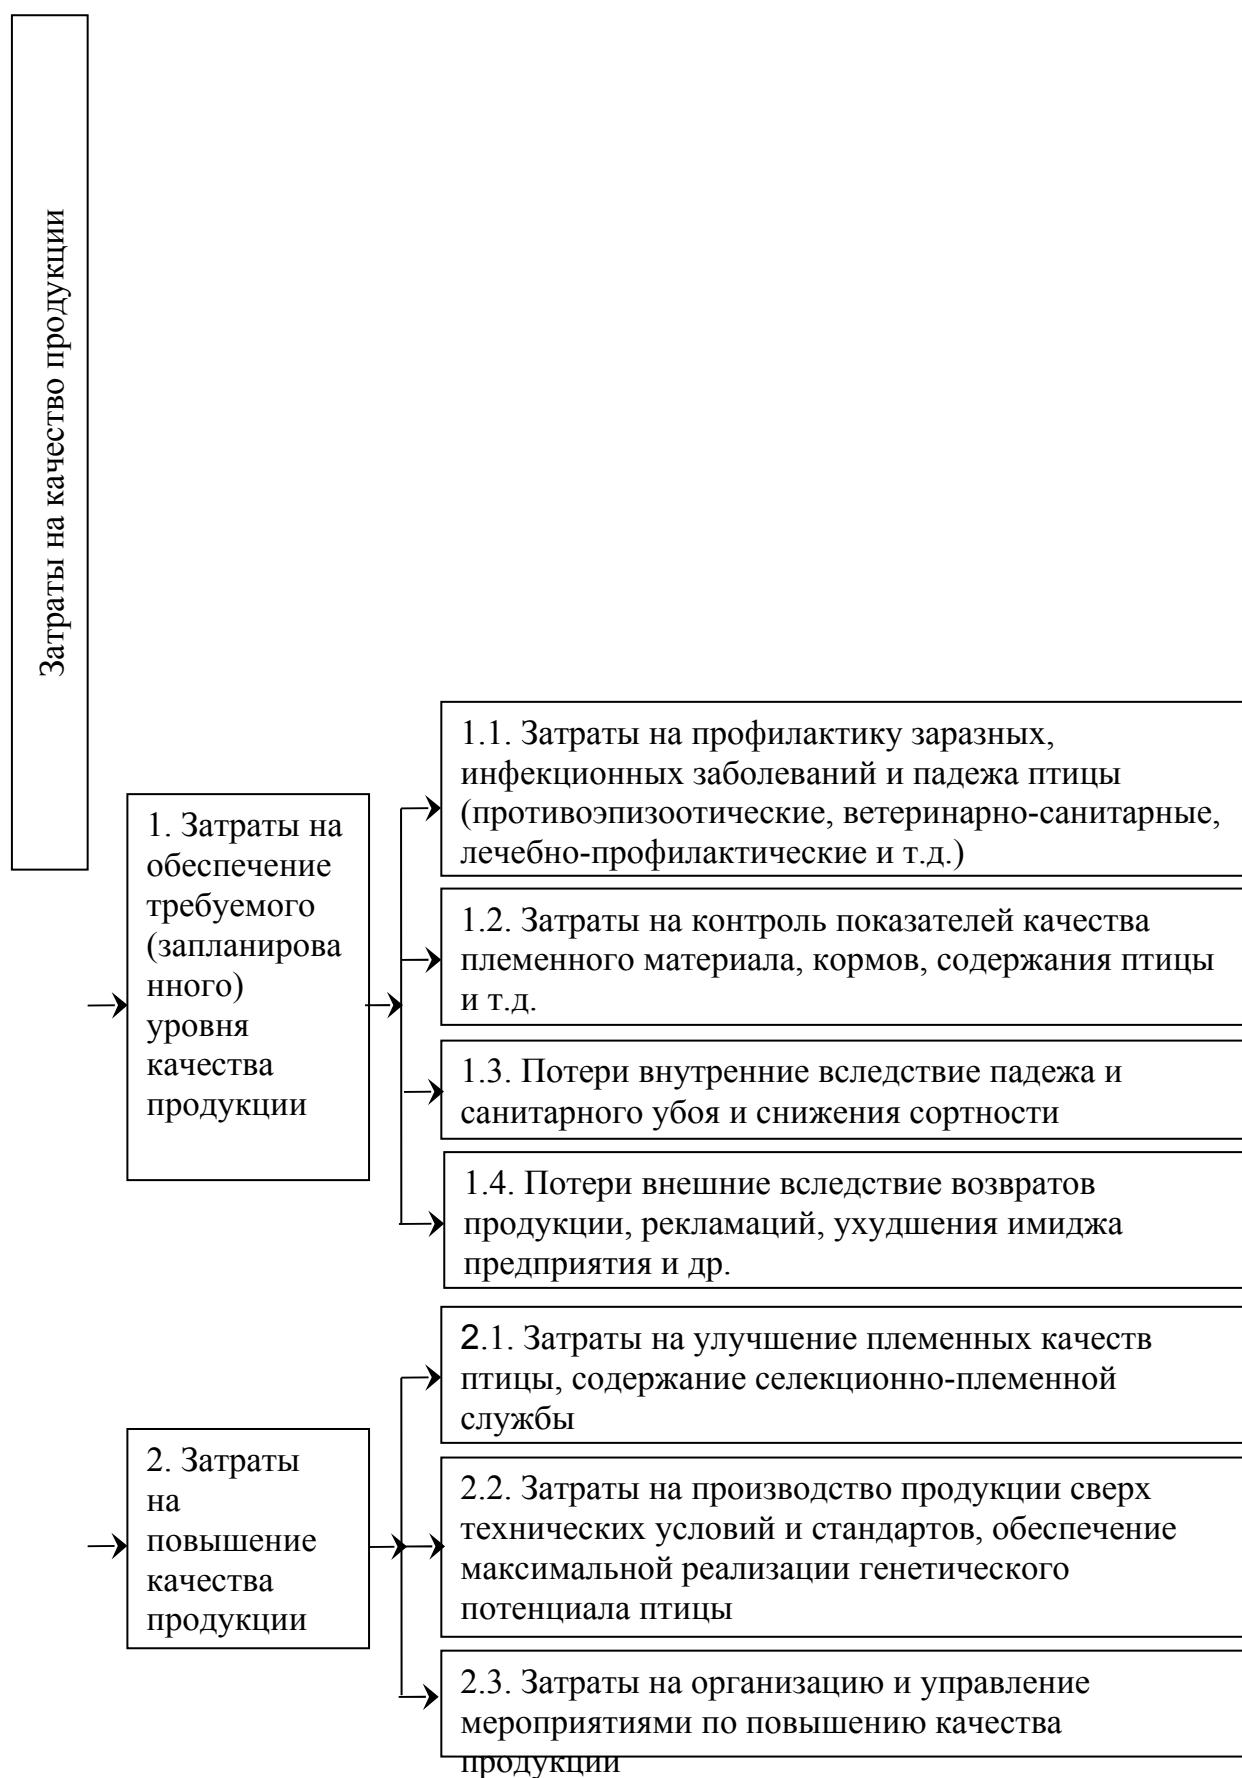 Затраты на качество продукции
1. Затраты на
обеспечение
требуемого
(запланирова
нного)
уровня
качества
продукции
1.1. Затраты на профилактику заразных,
инфекционных заболеваний и падежа птицы
(противоэпизоотические, ветеринарно-санитарные,
лечебно-профилактические и т.д.)
1.2. Затраты на контроль показателей качества
племенного материала, кормов, содержания птицы
и т.д.
1.3. Потери внутренние вследствие падежа и
санитарного убоя и снижения сортности
1.4. Потери внешние вследствие возвратов
продукции, рекламаций, ухудшения имиджа
предприятия и др.
2. Затраты
на
повышение
качества
продукции
2.1. Затраты на улучшение племенных качеств
птицы, содержание селекционно-племенной
службы
2.2. Затраты на производство продукции сверх
технических условий и стандартов, обеспечение
максимальной реализации генетического
потенциала птицы
2.3. Затраты на организацию и управление
мероприятиями по повышению качества
продукции